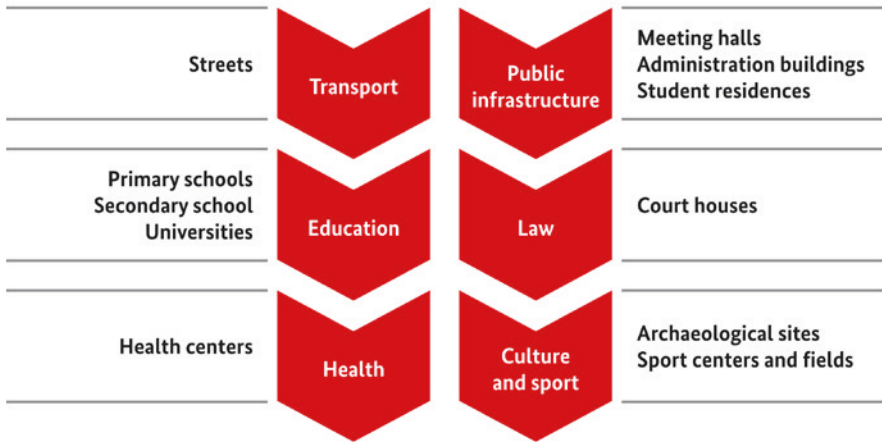 Streets
Transport
Public
infrastructure
Meeting halls
Administration buildings
Student residences
Primary schools
Secondary school
Universities
Education
Law
Court houses
Health centers
Health
Culture
and sport
Archaeological sites
Sport centers and fields